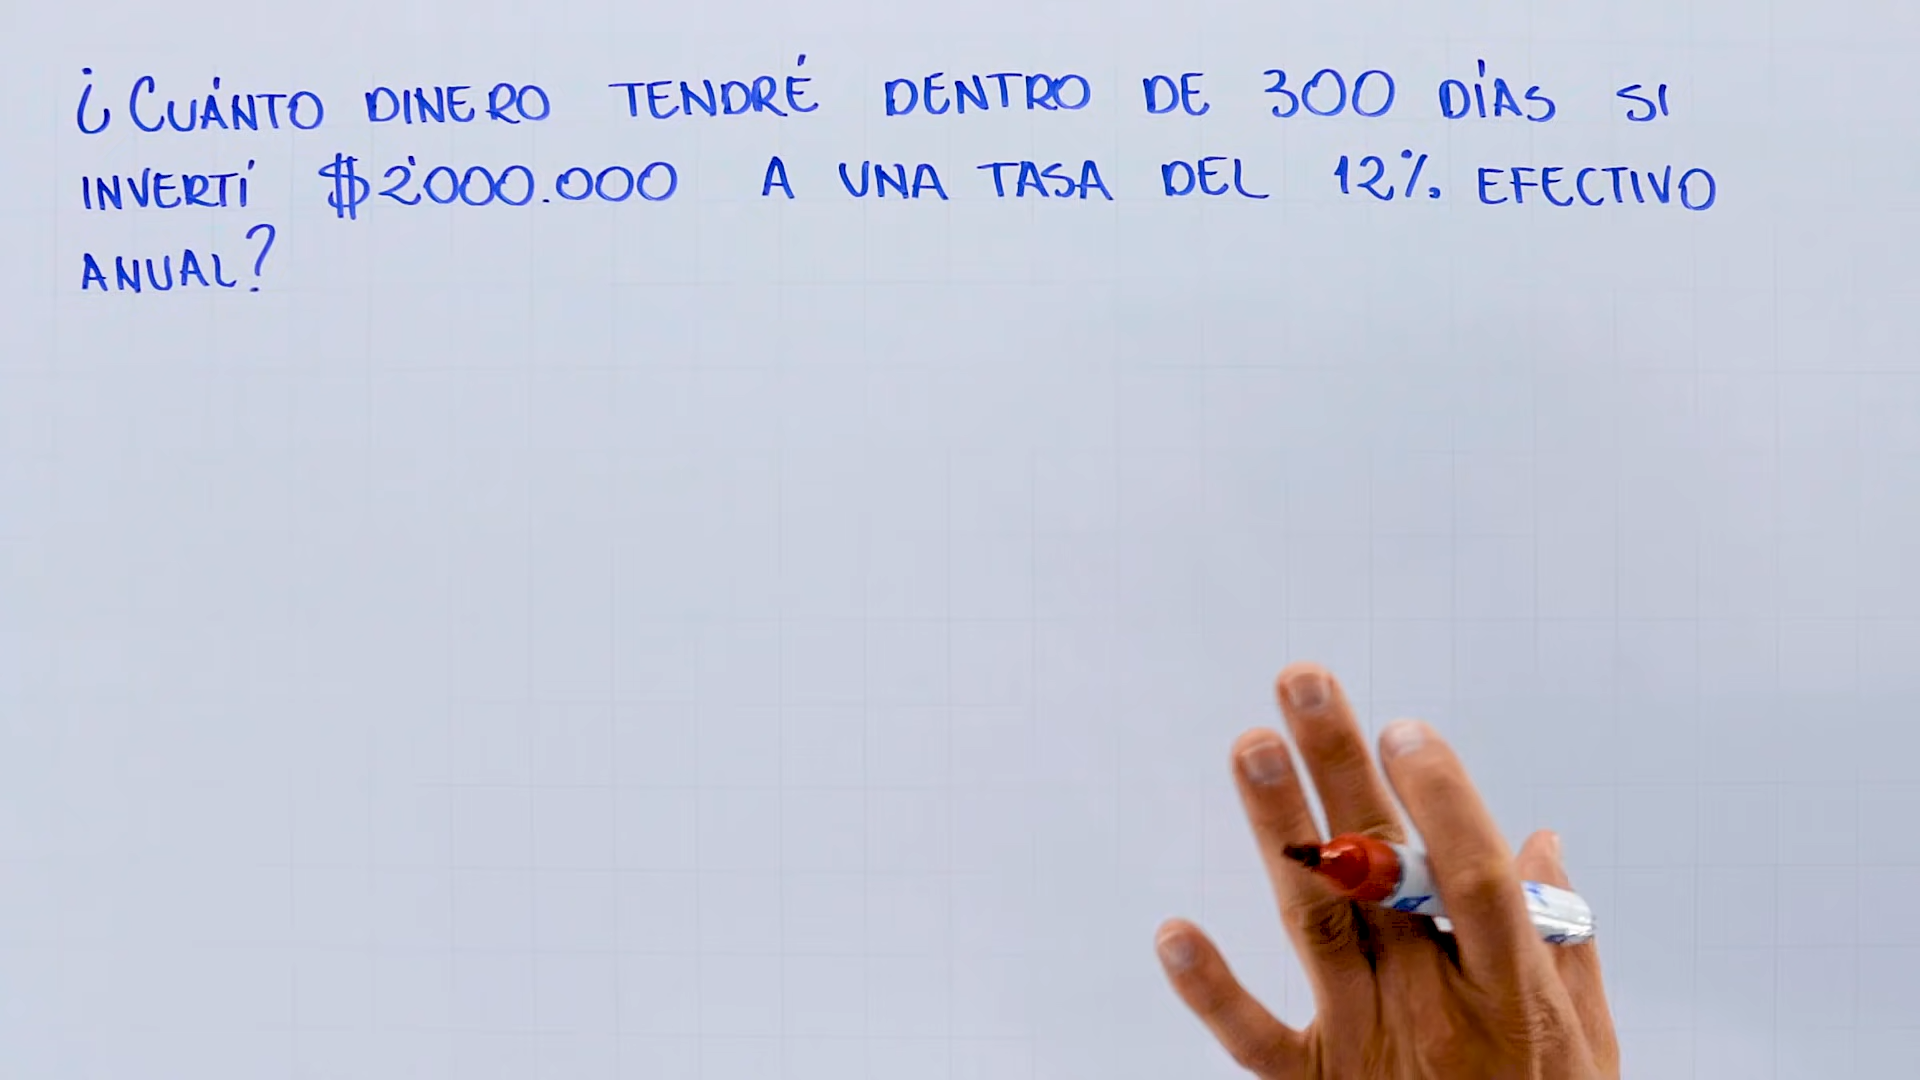 ¿CUÁNTO DINERO TENDRÉ DENTRO DE 300 DÍAS SI
INVERTÍ $2'000.000 A UNA TASA DEL 12% EFECTIVO
ANUAL?